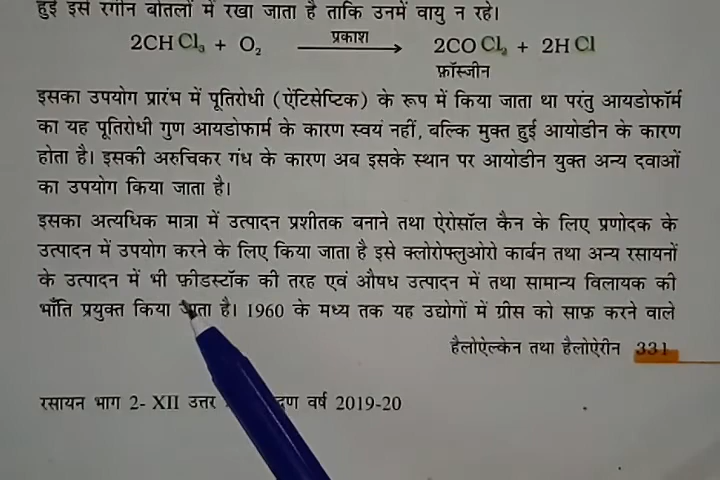 हुए इसे रंगीन बोतलों में रखा जाता है ताकि उनमें वायु न रहे।
2CHCl₃ + O₂ प्रकाश → 2COCl₂ + 2HCl
फ़ॉस्जीन
इसका उपयोग प्रारंभ में पूतिरोधी (ऐंटिसेप्टिक) के रूप में किया जाता था परंतु आयडोफॉर्म
का यह पूतिरोधी गुण आयडोफार्म के कारण स्वयं नहीं, बल्कि मुक्त हुई आयोडीन के कारण
होता है। इसकी अरुचिकर गंध के कारण अब इसके स्थान पर आयोडीन युक्त अन्य दवाओं
का उपयोग किया जाता है।
इसका अत्यधिक मात्रा में उत्पादन प्रशीतक बनाने तथा ऐरोसॉल कैन के लिए प्रणोदक के
उत्पादन में उपयोग करने के लिए किया जाता है इसे क्लोरोफ्लुओरो कार्बन तथा अन्य रसायनों
के उत्पादन में भी फ़ीडस्टॉक की तरह एवं औषध उत्पादन में तथा सामान्य विलायक की
भाँति प्रयुक्त किया जाता है। 1960 के मध्य तक यह उद्योगों में ग्रीस को साफ़ करने वाले
हैलोऐल्केन तथा हैलोऐरीन 331
रसायन भाग 2- XII उत्तर वर्ष 2019-20